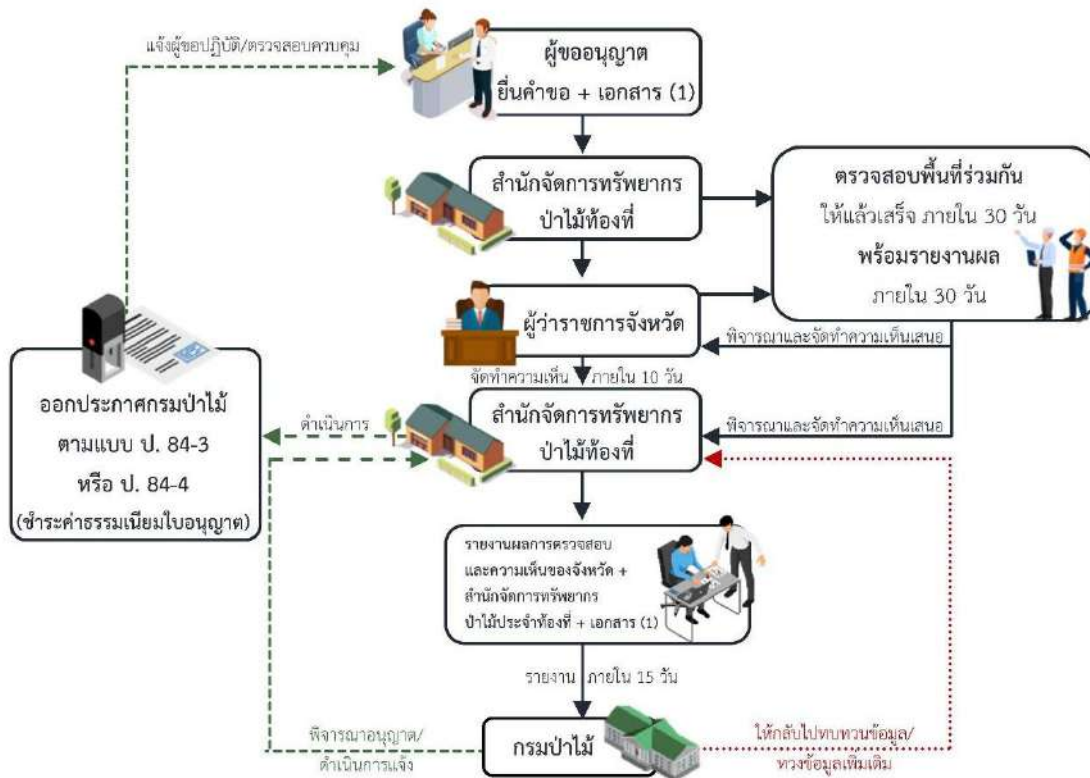 แจ้งผู้ขอปฏิบัติ/ตรวจสอบควบคุม
ผู้ขออนุญาต
ยื่นคำขอ + เอกสาร (1)
สำนักจัดการทรัพยากร
ป่าไม้ท้องที่
ตรวจสอบพื้นที่ร่วมกัน
ให้แล้วเสร็จ ภายใน 30 วัน
พร้อมรายงานผล
ภายใน 30 วัน
ผู้ว่าราชการจังหวัด
พิจารณาและจัดทำความเห็นเสนอ
จัดทำความเห็น ภายใน 10 วัน
สำนักจัดการทรัพยากร
ป่าไม้ท้องที่
พิจารณาและจัดทำความเห็นเสนอ
ดำเนินการ
ออกประกาศกรมป่าไม้
ตามแบบ ป. 84-3
หรือ ป. 84-4
(ชำระค่าธรรมเนียมใบอนุญาต)
รายงานผลการตรวจสอบ
และความเห็นของจังหวัด +
สำนักจัดการทรัพยากร
ป่าไม้ประจำท้องที่ + เอกสาร (1)
รายงาน ภายใน 15 วัน
กรมป่าไม้
พิจารณาอนุญาต/
ดำเนินการแจ้ง
ให้กลับไปทบทวนข้อมูล/
ทวงข้อมูลเพิ่มเติม